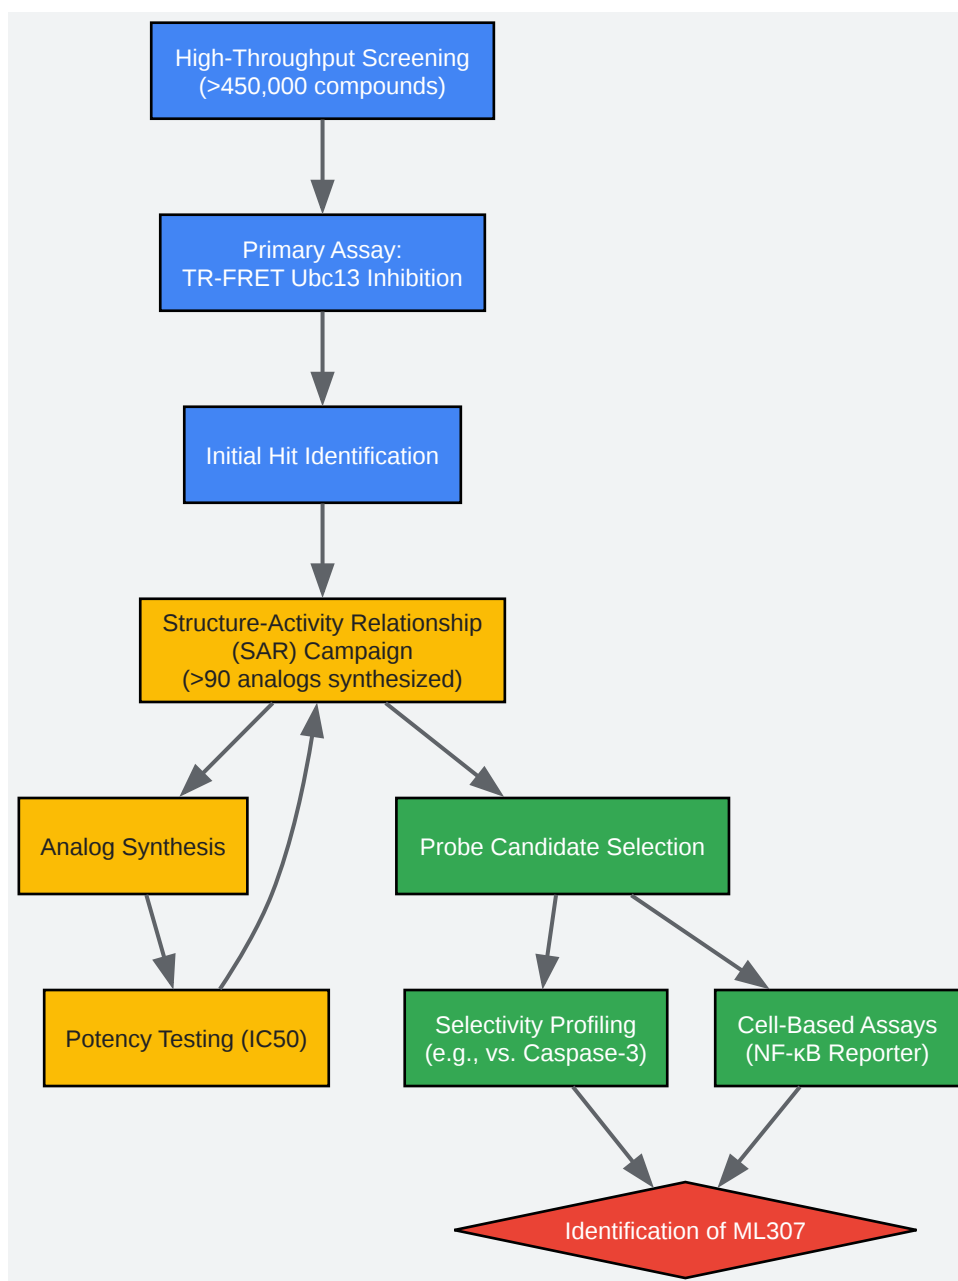 High-Throughput Screening
(>450,000 compounds)
Primary Assay:
TR-FRET Ubc13 Inhibition
Initial Hit Identification
Structure-Activity Relationship
(SAR) Campaign
(>90 analogs synthesized)
Analog Synthesis
Probe Candidate Selection
Potency Testing (IC50)
Selectivity Profiling
(e.g., vs. Caspase-3)
Cell-Based Assays
(NF-κB Reporter)
Identification of ML307